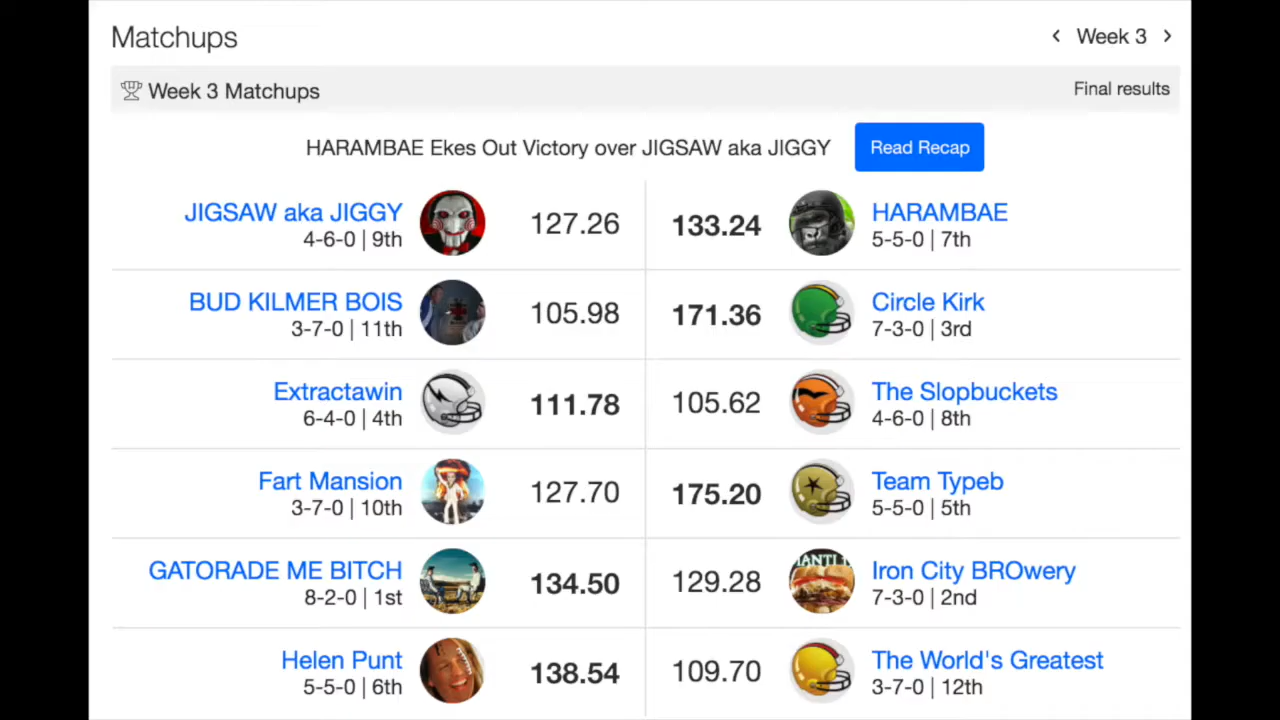 Matchups
< Week 3 >
Week 3 Matchups
Final results
HARAMBAE Ekes Out Victory over JIGSAW aka JIGGY
Read Recap
JIGSAW aka JIGGY 127.26 133.24 HARAMBAE
4-6-0 | 9th 5-5-0 | 7th
BUD KILMER BOIS 105.98 171.36 Circle Kirk
3-7-0 | 11th 7-3-0 | 3rd
Extractawin 111.78 105.62 The Slopbuckets
6-4-0 | 4th 4-6-0 | 8th
Fart Mansion 127.70 175.20 Team Typeb
3-7-0 | 10th 5-5-0 | 5th
GATORADE ME BITCH 134.50 129.28 Iron City BROwery
8-2-0 | 1st 7-3-0 | 2nd
Helen Punt 138.54 109.70 The World's Greatest
5-5-0 | 6th 3-7-0 | 12th